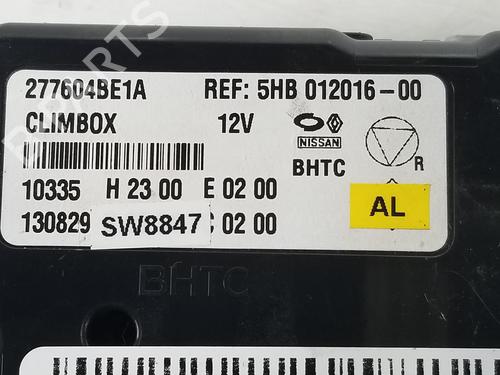 277604BE1A REF: 5HB 012016-00
CLIMBOX 12V
NISSAN
BHTC R
10335 H 23 00 E 02 00
AL
130829 SW8847 02 00
BHTC